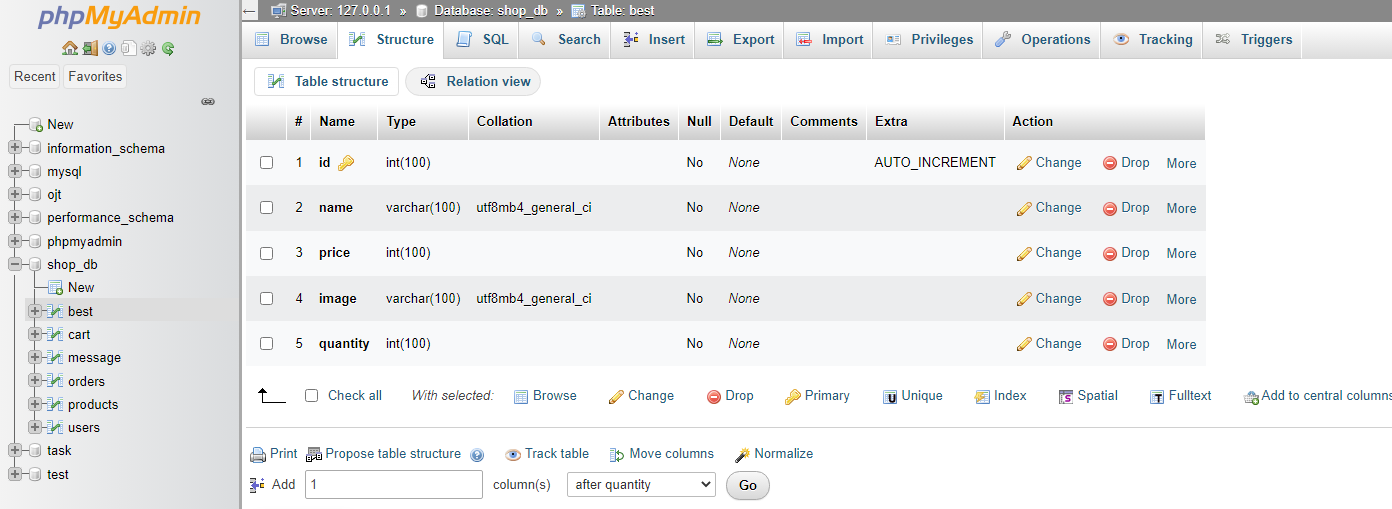 phpMyAdmin
Recent Favorites
New
information_schema
mysql
ojt
performance_schema
phpmyadmin
shop_db
New
best
cart
message
orders
products
users
task
test
Server: 127.0.0.1 » Database: shop_db » Table: best
Browse Structure SQL Search Insert Export Import Privileges Operations Tracking Triggers
Table structure Relation view
# Name Type Collation Attributes Null Default Comments Extra Action
1 id int(100) No None AUTO_INCREMENT Change Drop More
2 name varchar(100) utf8mb4_general_ci No None Change Drop More
3 price int(100) No None Change Drop More
4 image varchar(100) utf8mb4_general_ci No None Change Drop More
5 quantity int(100) No None Change Drop More
Check all With selected: Browse Change Drop Primary Unique Index Spatial Fulltext Add to central columns
Print Propose table structure Track table Move columns Normalize
Add 1 column(s) after quantity Go